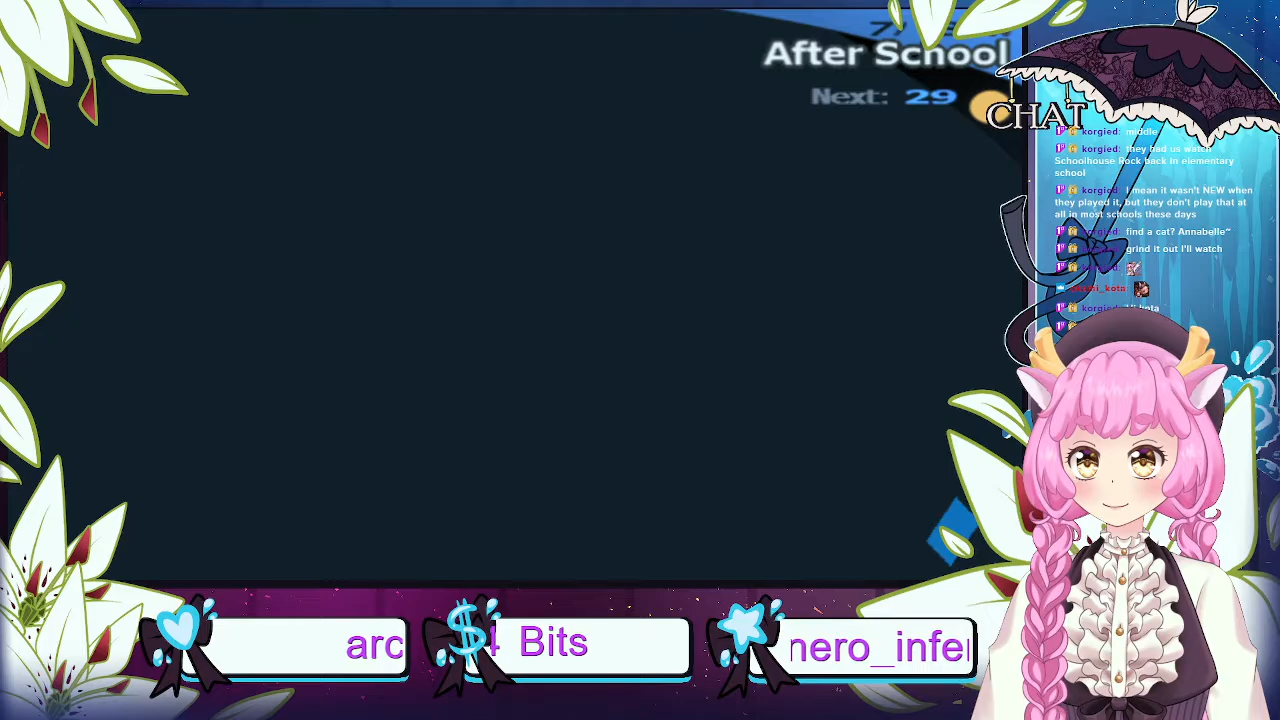 After School
Next: 29
CHAT
korgied: middle
korgied: they had us watch
Schoolhouse Rock back in elementary
school
korgied: I mean it wasn't NEW when
they played it, but they don't play that at
all in most schools these days
korgied: find a cat? Annabelle~
grind it out I'll watch
korgied:
arc
Bits
nero_infe